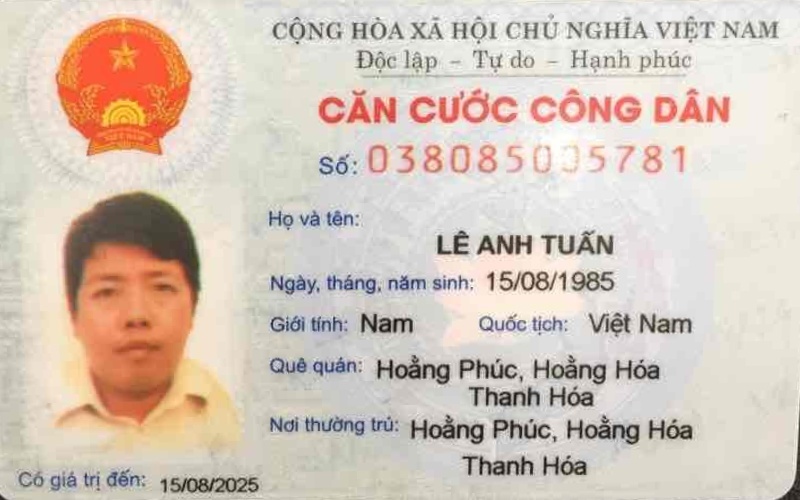 CỘNG HÒA XÃ HỘI CHỦ NGHĨA VIỆT NAM
Độc lập – Tự do – Hạnh phúc
CĂN CƯỚC CÔNG DÂN
Số: 038085005781
Họ và tên:
LÊ ANH TUẤN
Ngày, tháng, năm sinh: 15/08/1985
Giới tính: Nam Quốc tịch: Việt Nam
Quê quán: Hoằng Phúc, Hoằng Hóa
Thanh Hóa
Nơi thường trú: Hoằng Phúc, Hoằng Hóa
Thanh Hóa
Có giá trị đến: 15/08/2025